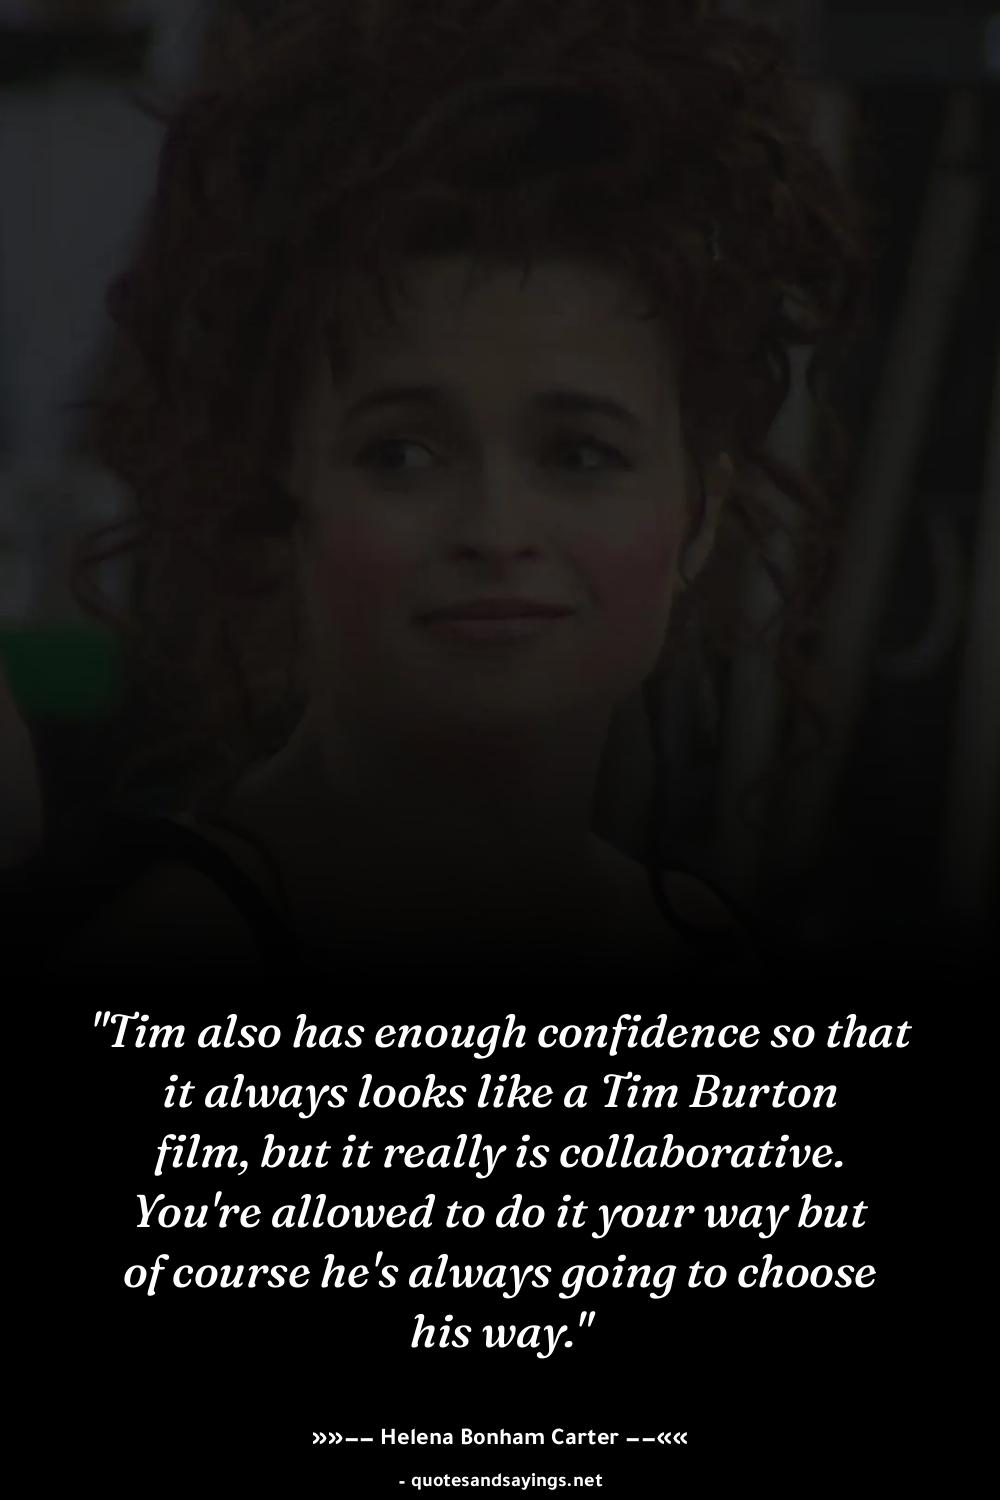 "Tim also has enough confidence so that
it always looks like a Tim Burton
film, but it really is collaborative.
You're allowed to do it your way but
of course he's always going to choose
his way."
»»−− Helena Bonham Carter −−««
- quotesandsayings.net